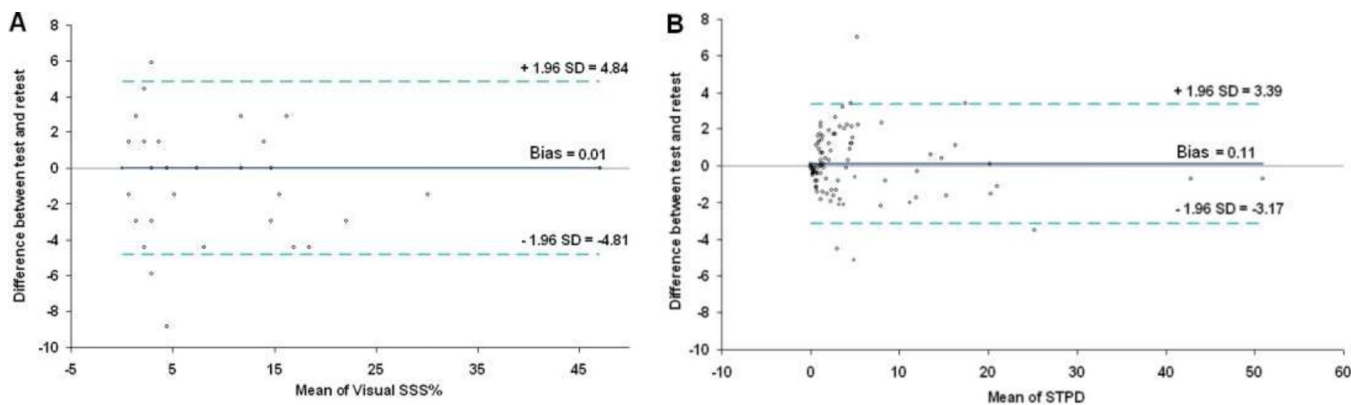 A
Difference between test and retest
8
6
4
2
0
-2
-4
-6
-8
-10
+ 1.96 SD = 4.84
Bias = 0.01
- 1.96 SD = -4.81
-5
5
15
25
35
45
Mean of Visual SSS%
B
Difference between test and retest
8
6
4
2
0
-2
-4
-6
-8
-10
+ 1.96 SD = 3.39
Bias = 0.11
- 1.96 SD = -3.17
-10
0
10
20
30
40
50
60
Mean of STPD